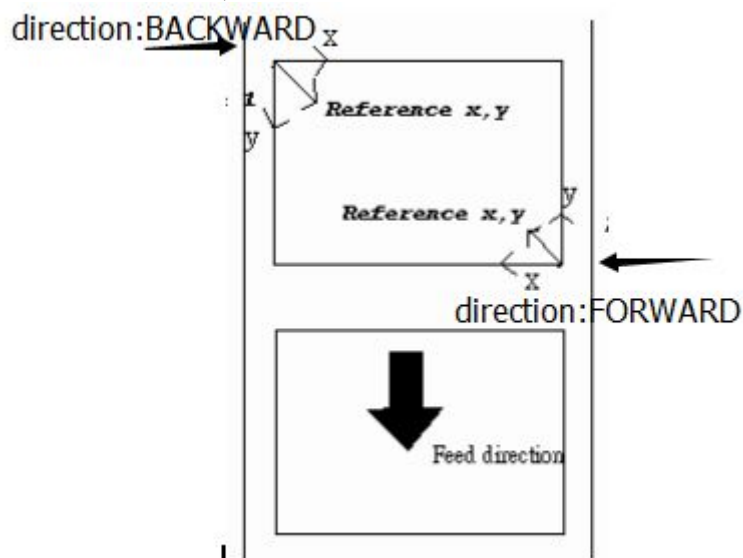 direction:BACKWARD
x
Reference x,y
y
y
Reference x,y
x
direction:FORWARD
Feed direction